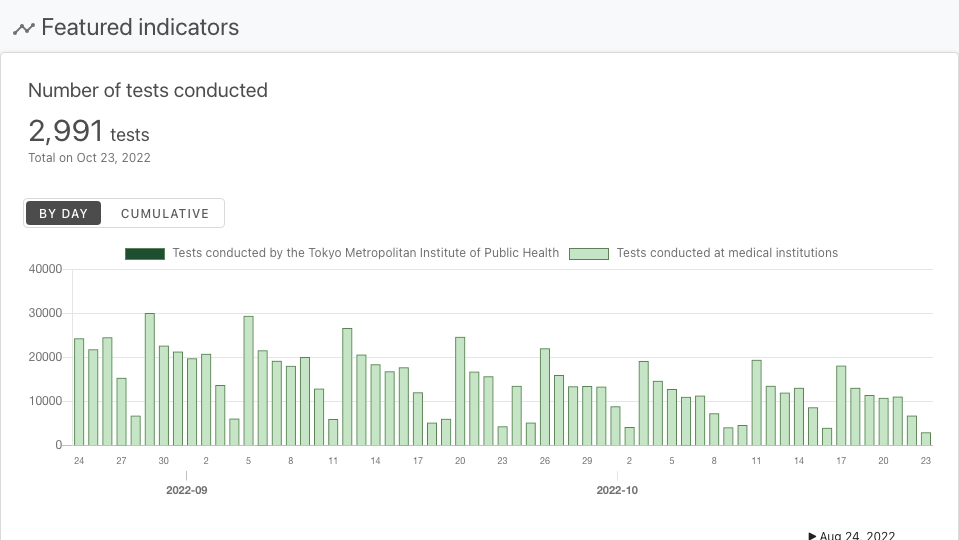 Featured indicators
Number of tests conducted
2,991 tests
Total on Oct 23, 2022
BY DAY CUMULATIVE
Tests conducted by the Tokyo Metropolitan Institute of Public Health Tests conducted at medical institutions
40000
30000
20000
10000
0
24 27 30 2 5 8 11 14 17 20 23 26 29 2 5 8 11 14 17 20 23
2022-09 2022-10
Aug 24, 2022